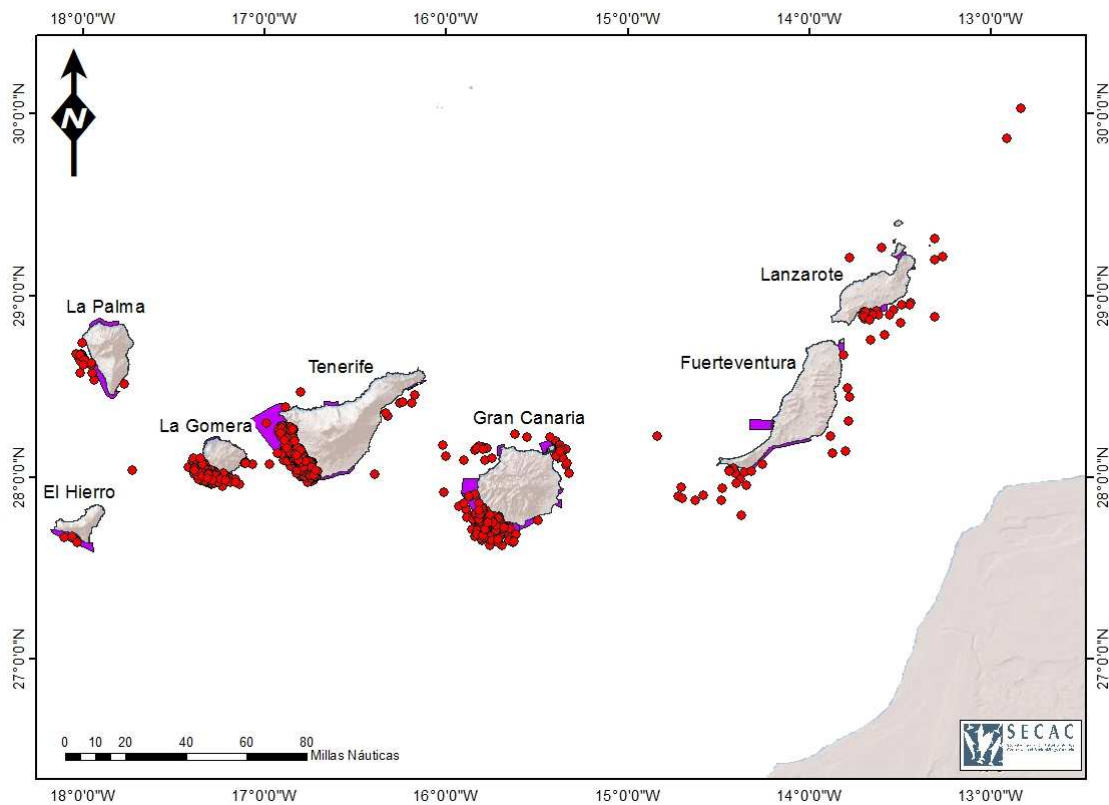 18°0'0"W 17°0'0"W 16°0'0"W 15°0'0"W 14°0'0"W 13°0'0"W
30°0'0"N 30°0'0"N
N
Lanzarote
29°0'0"N 29°0'0"N
La Palma
Tenerife
Fuerteventura
Gran Canaria
La Gomera
28°0'0"N 28°0'0"N
El Hierro
27°0'0"N 27°0'0"N
0 10 20 40 60 80
Millas Náuticas
SECAC
18°0'0"W 17°0'0"W 16°0'0"W 15°0'0"W 14°0'0"W 13°0'0"W